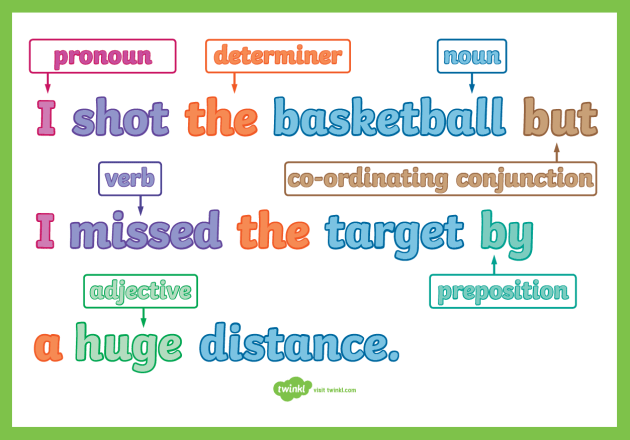 pronoun determiner noun
I shot the basketball but
verb co-ordinating conjunction
I missed the target by
adjective preposition
a huge distance.
twinkl visit twinkl.com